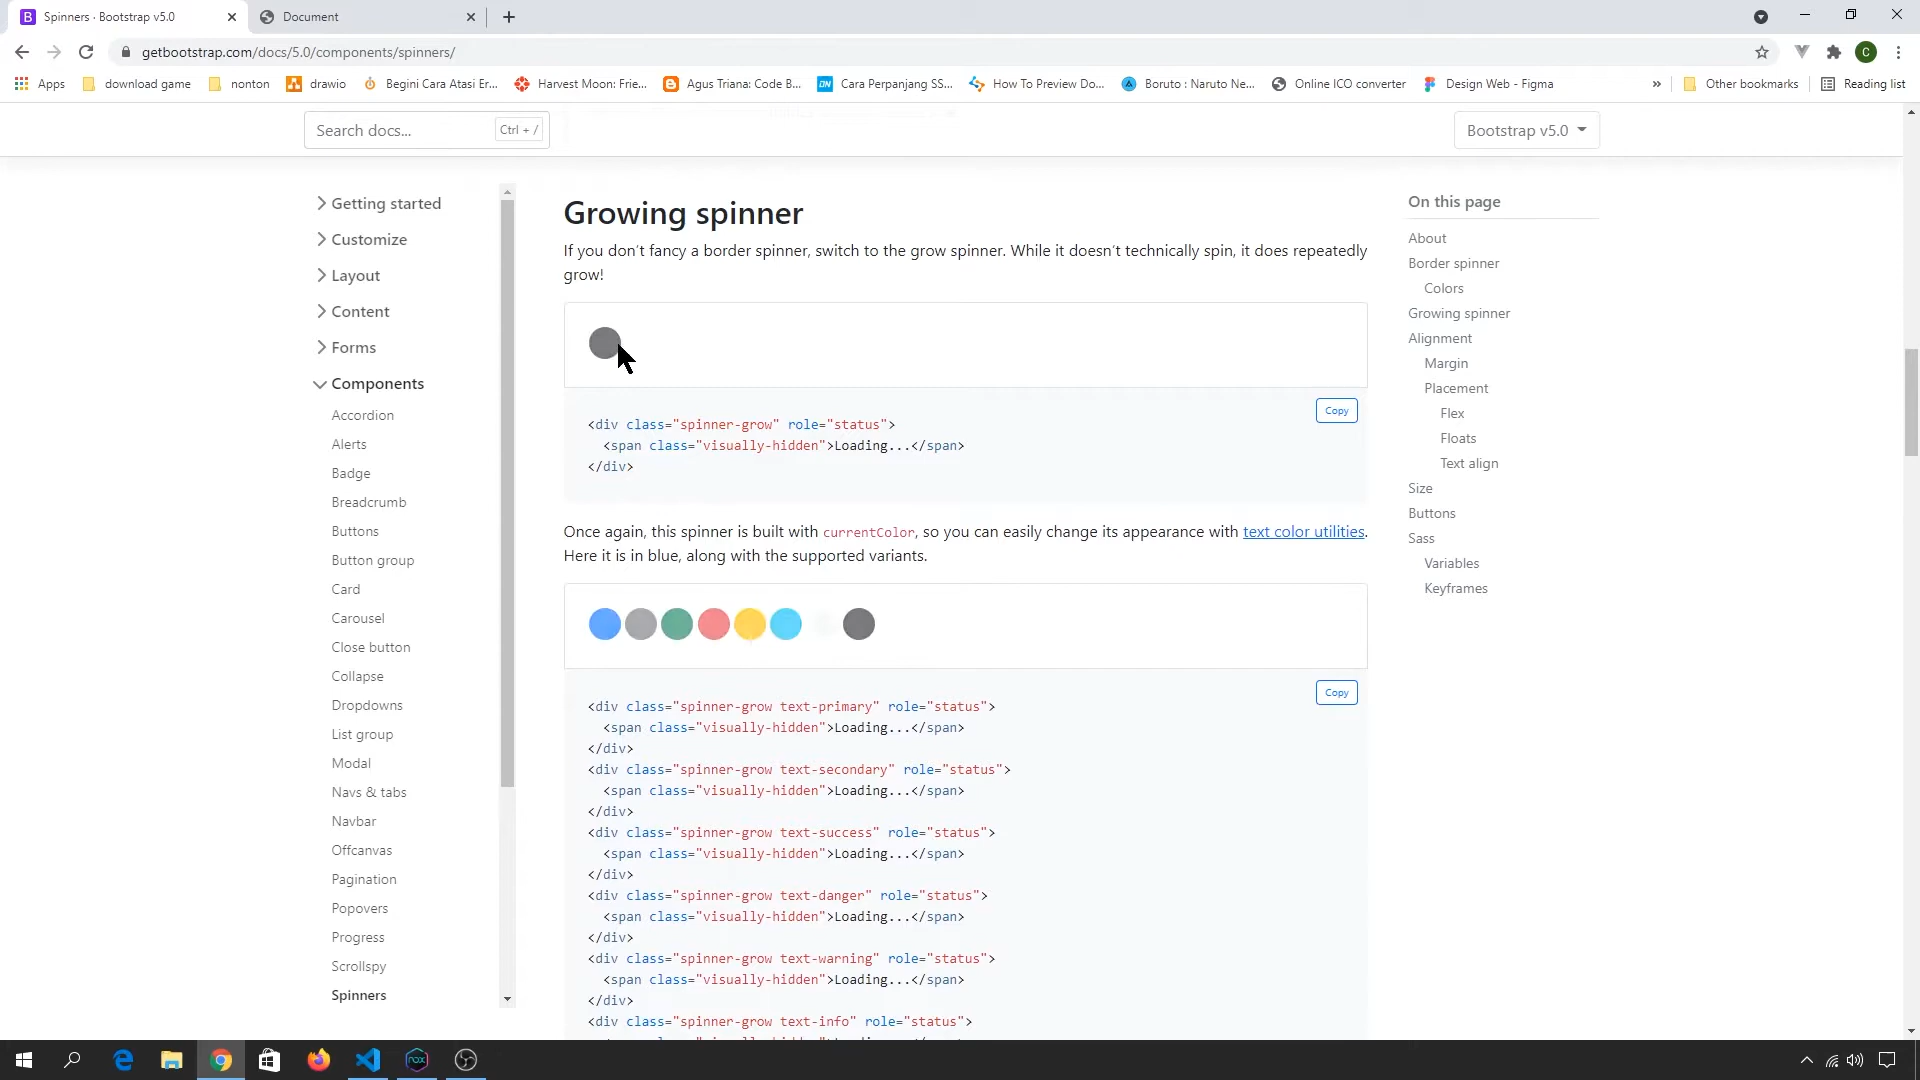 Spinners · Bootstrap v5.0
Document
getbootstrap.com/docs/5.0/components/spinners/
C
Apps
download game
nonton
drawio
Begini Cara Atasi Er...
Harvest Moon: Frie...
Agus Triana: Code B...
Cara Perpanjang SS...
How To Preview Do...
Boruto : Naruto Ne...
Online ICO converter
Design Web - Figma
»
Other bookmarks
Reading list
Search docs...
Ctrl + /
Bootstrap v5.0
Getting started
Customize
Layout
Content
Forms
Components
Accordion
Alerts
Badge
Breadcrumb
Buttons
Button group
Card
Carousel
Close button
Collapse
Dropdowns
List group
Modal
Navs & tabs
Navbar
Offcanvas
Pagination
Popovers
Progress
Scrollspy
Spinners
Growing spinner
If you don’t fancy a border spinner, switch to the grow spinner. While it doesn’t technically spin, it does repeatedly
grow!
Copy
<div class="spinner-grow" role="status">
<span class="visually-hidden">Loading...</span>
</div>
Once again, this spinner is built with currentColor, so you can easily change its appearance with text color utilities.
Here it is in blue, along with the supported variants.
Copy
<div class="spinner-grow text-primary" role="status">
<span class="visually-hidden">Loading...</span>
</div>
<div class="spinner-grow text-secondary" role="status">
<span class="visually-hidden">Loading...</span>
</div>
<div class="spinner-grow text-success" role="status">
<span class="visually-hidden">Loading...</span>
</div>
<div class="spinner-grow text-danger" role="status">
<span class="visually-hidden">Loading...</span>
</div>
<div class="spinner-grow text-warning" role="status">
<span class="visually-hidden">Loading...</span>
</div>
<div class="spinner-grow text-info" role="status">
On this page
About
Border spinner
Colors
Growing spinner
Alignment
Margin
Placement
Flex
Floats
Text align
Size
Buttons
Sass
Variables
Keyframes